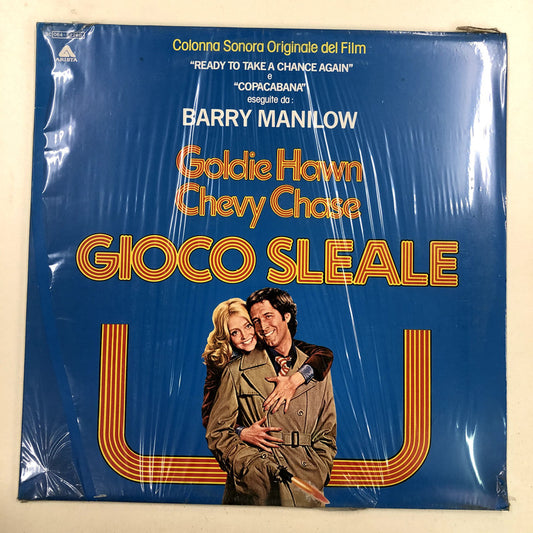 ARISTA
Colonna Sonora Originale del Film
“READY TO TAKE A CHANCE AGAIN”
e
“COPACABANA”
eseguite da:
BARRY MANILOW
Goldie Hawn
Chevy Chase
GIOCO SLEALE